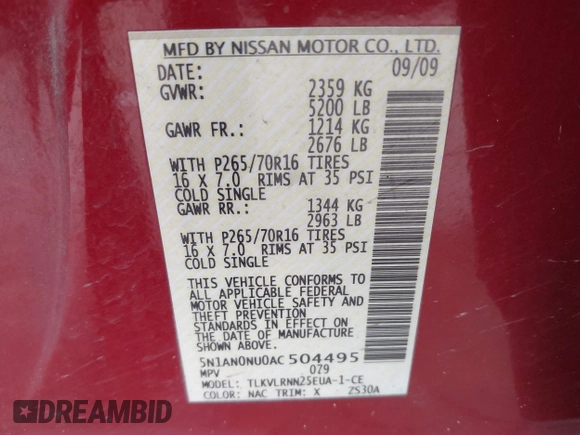 MFD BY NISSAN MOTOR CO., LTD.
DATE: 09/09
GVWR: 2359 KG
5200 LB
GAWR FR.: 1214 KG
2676 LB
WITH P265/70R16 TIRES
16 X 7.0 RIMS AT 35 PSI
COLD SINGLE
GAWR RR.: 1344 KG
2963 LB
WITH P265/70R16 TIRES
16 X 7.0 RIMS AT 35 PSI
COLD SINGLE
THIS VEHICLE CONFORMS TO
ALL APPLICABLE FEDERAL
MOTOR VEHICLE SAFETY AND
THEFT PREVENTION
STANDARDS IN EFFECT ON
THE DATE OF MANUFACTURE
SHOWN ABOVE.
5N1AN0NU0AC504495
MPV 079
MODEL: TLKVLRNN25EUA-1-CE
COLOR: NAC TRIM: X ZS30A
DREAMBID